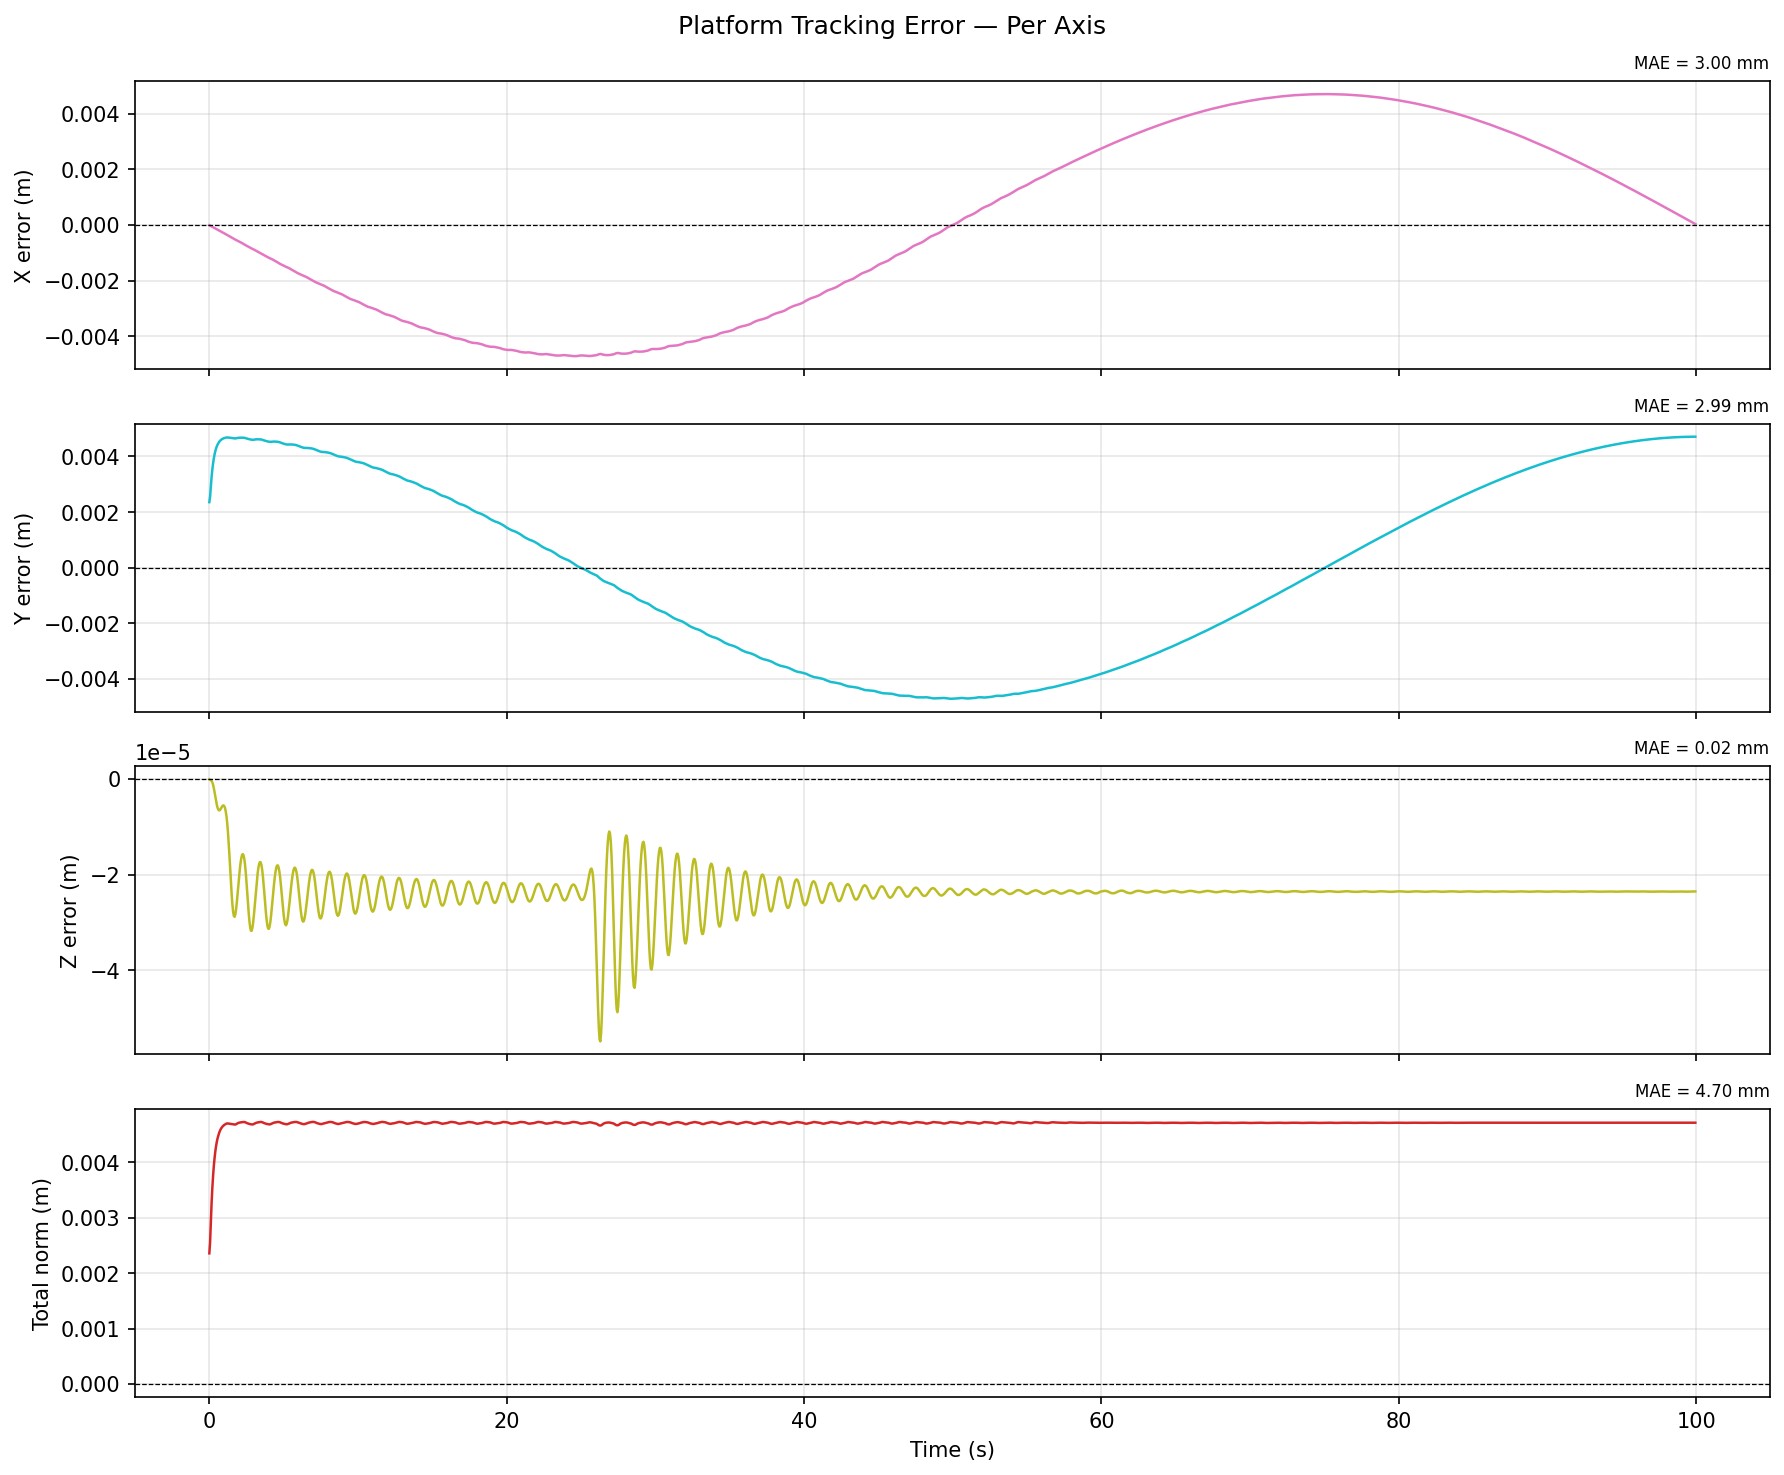 Platform Tracking Error — Per Axis
MAE = 3.00 mm
X error (m)
0.004
0.002
0.000
−0.002
−0.004
MAE = 2.99 mm
Y error (m)
0.004
0.002
0.000
−0.002
−0.004
1e−5
MAE = 0.02 mm
Z error (m)
0
−2
−4
MAE = 4.70 mm
Total norm (m)
0.004
0.003
0.002
0.001
0.000
0 20 40 60 80 100
Time (s)